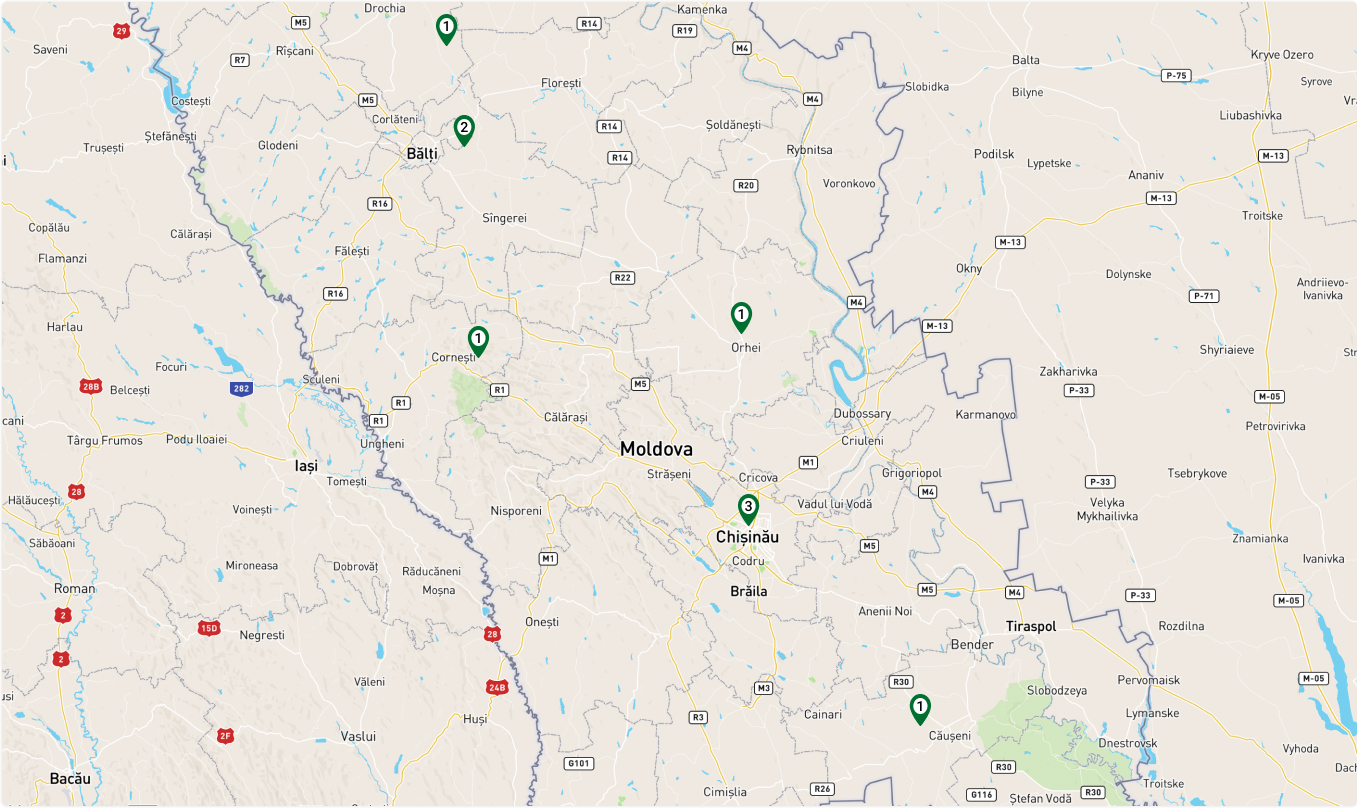 Drochia
Kamenka
29
M5
1
R14
R19
Saveni
Rîșcani
M4
R7
Balta
Kryve Ozero
P-75
Syrove
Florești
Slobidka
Bilyne
Costești
M5
M4
Corlăteni
Liubashivka
Ștefănești
2
R14
Șoldănești
Trușești
Glodeni
Bălți
R14
Rybnitsa
Podilsk
Lypetske
M-13
Ananiv
R20
Voronkovo
M-13
R16
Sîngerei
Troitske
Copălău
Călărași
Flamanzi
Fălești
M-13
Okny
Dolynske
R22
Andriievo-
Ivanivka
R16
M4
P-71
1
Harlau
M-13
1
Cornești
Orhei
Shyriaieve
Focuri
Sculeni
Zakharivka
28B
282
Belcești
R1
M5
P-33
R1
M-05
Călărași
Dubossary
Karmanovo
R1
Petrovirivka
Târgu Frumos
Podu Iloaiei
Ungheni
Moldova
Criuleni
Iași
M1
Strășeni
Cricova
Grigoriopol
Tsebrykove
Tomești
P-33
28
M4
Hălăucești
Voinești
Nisporeni
3
Vadul lui Vodă
Velyka
Mykhailivka
Săbăoani
Chișinău
M5
Znamianka
M1
Codru
Ivanivka
Mironeasa
Dobrovăț
Răducăneni
Roman
Moșna
Brăila
M5
M4
P-33
M-05
2
Anenii Noi
15D
Negresti
28
Onești
Tiraspol
Rozdilna
2
Bender
Văleni
24B
M3
R30
Slobodzeya
Pervomaisk
M-05
1
Huși
R3
Cainari
Lymanske
2F
Vaslui
Căușeni
Dnestrovsk
Vyhoda
G101
R30
Bacău
Troitske
Cimișlia
R26
G116
Ștefan Vodă
R30